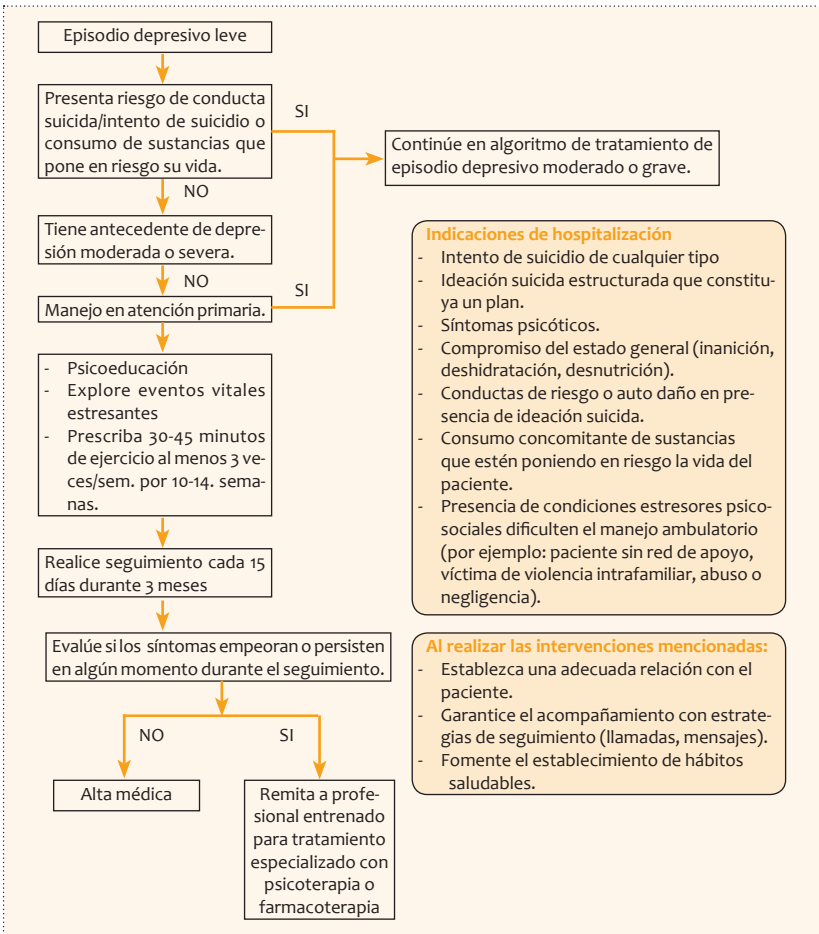 Episodio depresivo leve
Presenta riesgo de conducta
suicida/intento de suicidio o
consumo de sustancias que
pone en riesgo su vida.
SI
Continúe en algoritmo de tratamiento de
episodio depresivo moderado o grave.
NO
Tiene antecedente de depre-
sión moderada o severa.
NO
SI
Manejo en atención primaria.
- Psicoeducación
- Explore eventos vitales
estresantes
- Prescriba 30-45 minutos
de ejercicio al menos 3 ve-
ces/sem. por 10-14. sema-
nas.
Realice seguimiento cada 15
días durante 3 meses
Evalúe si los síntomas empeoran o persisten
en algún momento durante el seguimiento.
NO
SI
Alta médica
Remita a profe-
sional entrenado
para tratamiento
especializado con
psicoterapia o
farmacoterapia
Indicaciones de hospitalización
- Intento de suicidio de cualquier tipo
- Ideación suicida estructurada que constitu-
ya un plan.
- Síntomas psicóticos.
- Compromiso del estado general (inanición,
deshidratación, desnutrición).
- Conductas de riesgo o auto daño en pre-
sencia de ideación suicida.
- Consumo concomitante de sustancias
que estén poniendo en riesgo la vida del
paciente.
- Presencia de condiciones estresores psico-
sociales dificulten el manejo ambulatorio
(por ejemplo: paciente sin red de apoyo,
víctima de violencia intrafamiliar, abuso o
negligencia).
Al realizar las intervenciones mencionadas:
- Establezca una adecuada relación con el
paciente.
- Garantice el acompañamiento con estrate-
gias de seguimiento (llamadas, mensajes).
- Fomente el establecimiento de hábitos
saludables.